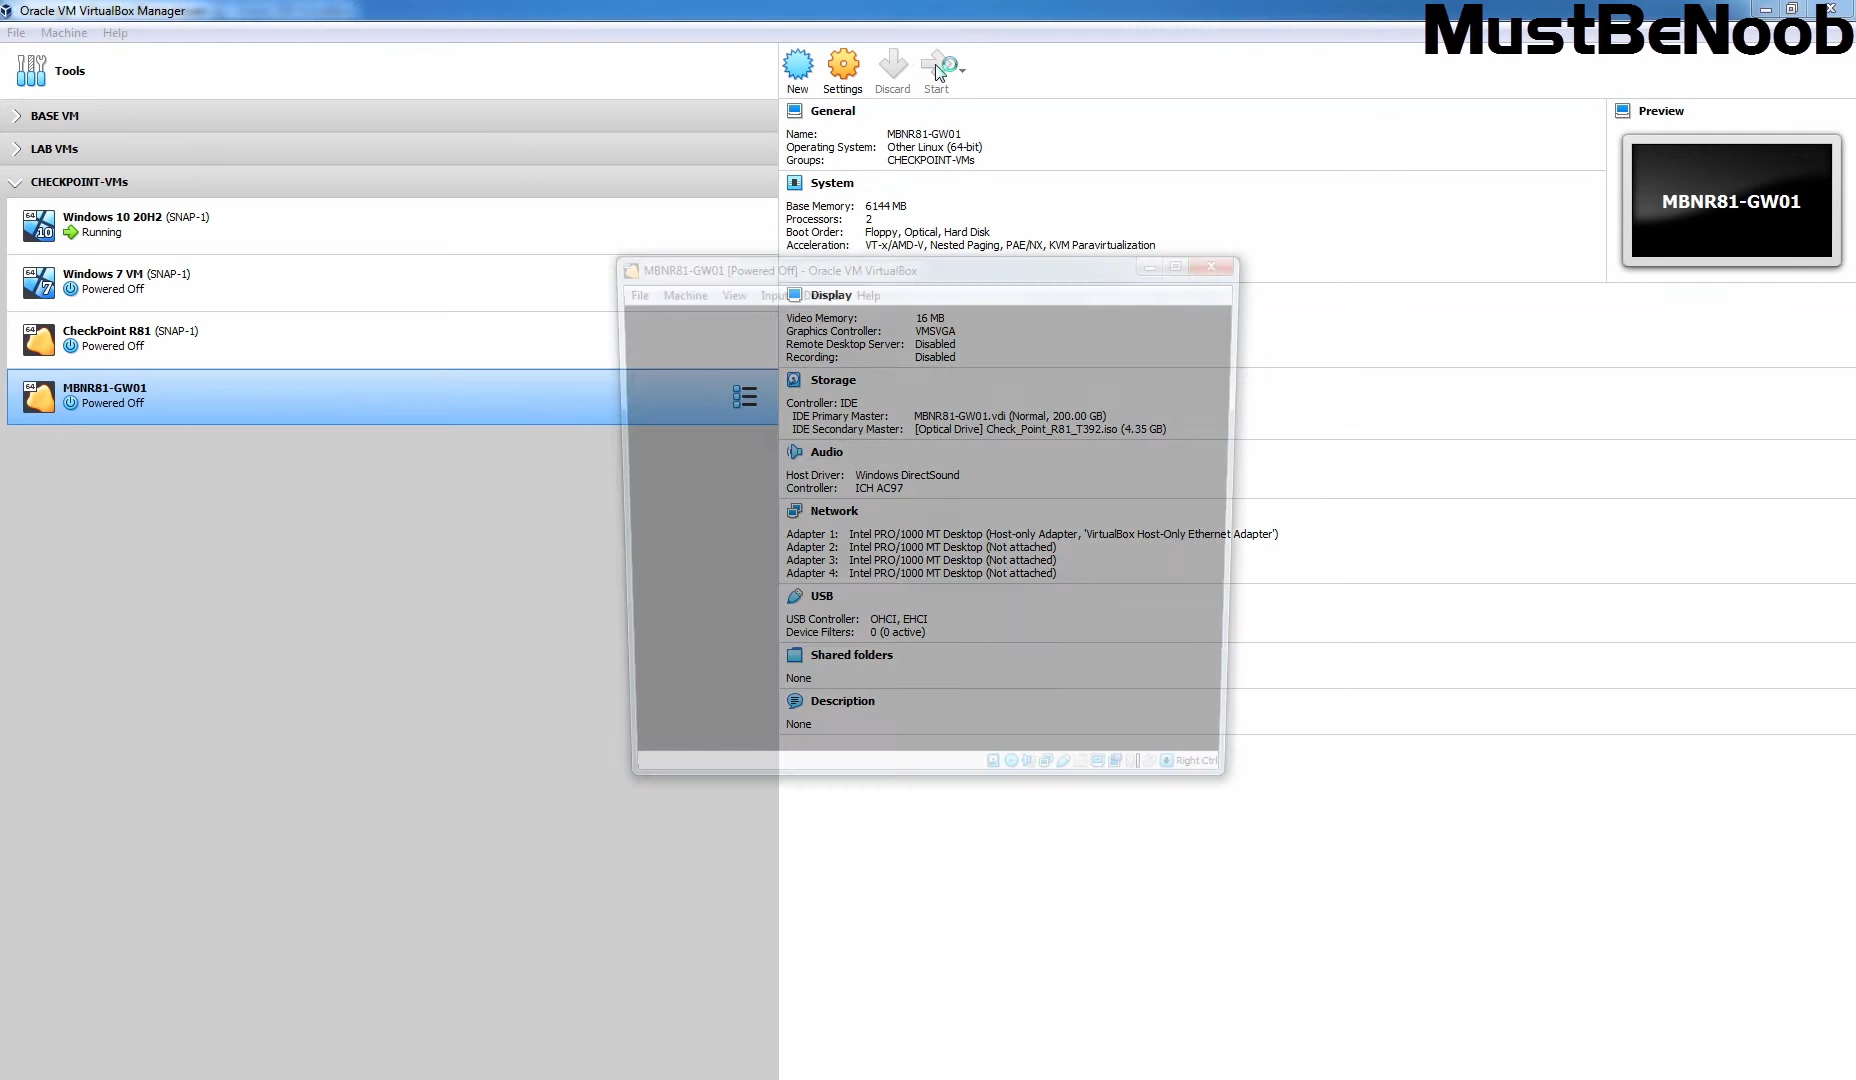 Oracle VM VirtualBox Manager
MustBeNoob
File Machine Help
Tools
New Settings Discard Start
BASE VM
LAB VMs
CHECKPOINT-VMs
64
10
Windows 10 20H2 (SNAP-1)
Running
64
7
Windows 7 VM (SNAP-1)
Powered Off
64
CheckPoint R81 (SNAP-1)
Powered Off
64
MBNR81-GW01
Powered Off
General
Name: MBNR81-GW01
Operating System: Other Linux (64-bit)
Groups: CHECKPOINT-VMs
Preview
MBNR81-GW01
System
Base Memory: 6144 MB
Processors: 2
Boot Order: Floppy, Optical, Hard Disk
Acceleration: VT-x/AMD-V, Nested Paging, PAE/NX, KVM Paravirtualization
MBNR81-GW01 [Powered Off] - Oracle VM VirtualBox
File Machine View Input Help
Display
Video Memory: 16 MB
Graphics Controller: VMSVGA
Remote Desktop Server: Disabled
Recording: Disabled
Storage
Controller: IDE
IDE Primary Master: MBNR81-GW01.vdi (Normal, 200.00 GB)
IDE Secondary Master: [Optical Drive] Check_Point_R81_T392.iso (4.35 GB)
Audio
Host Driver: Windows DirectSound
Controller: ICH AC97
Network
Adapter 1: Intel PRO/1000 MT Desktop (Host-only Adapter, 'VirtualBox Host-Only Ethernet Adapter')
Adapter 2: Intel PRO/1000 MT Desktop (Not attached)
Adapter 3: Intel PRO/1000 MT Desktop (Not attached)
Adapter 4: Intel PRO/1000 MT Desktop (Not attached)
USB
USB Controller: OHCI, EHCI
Device Filters: 0 (0 active)
Shared folders
None
Description
None
Right Ctrl